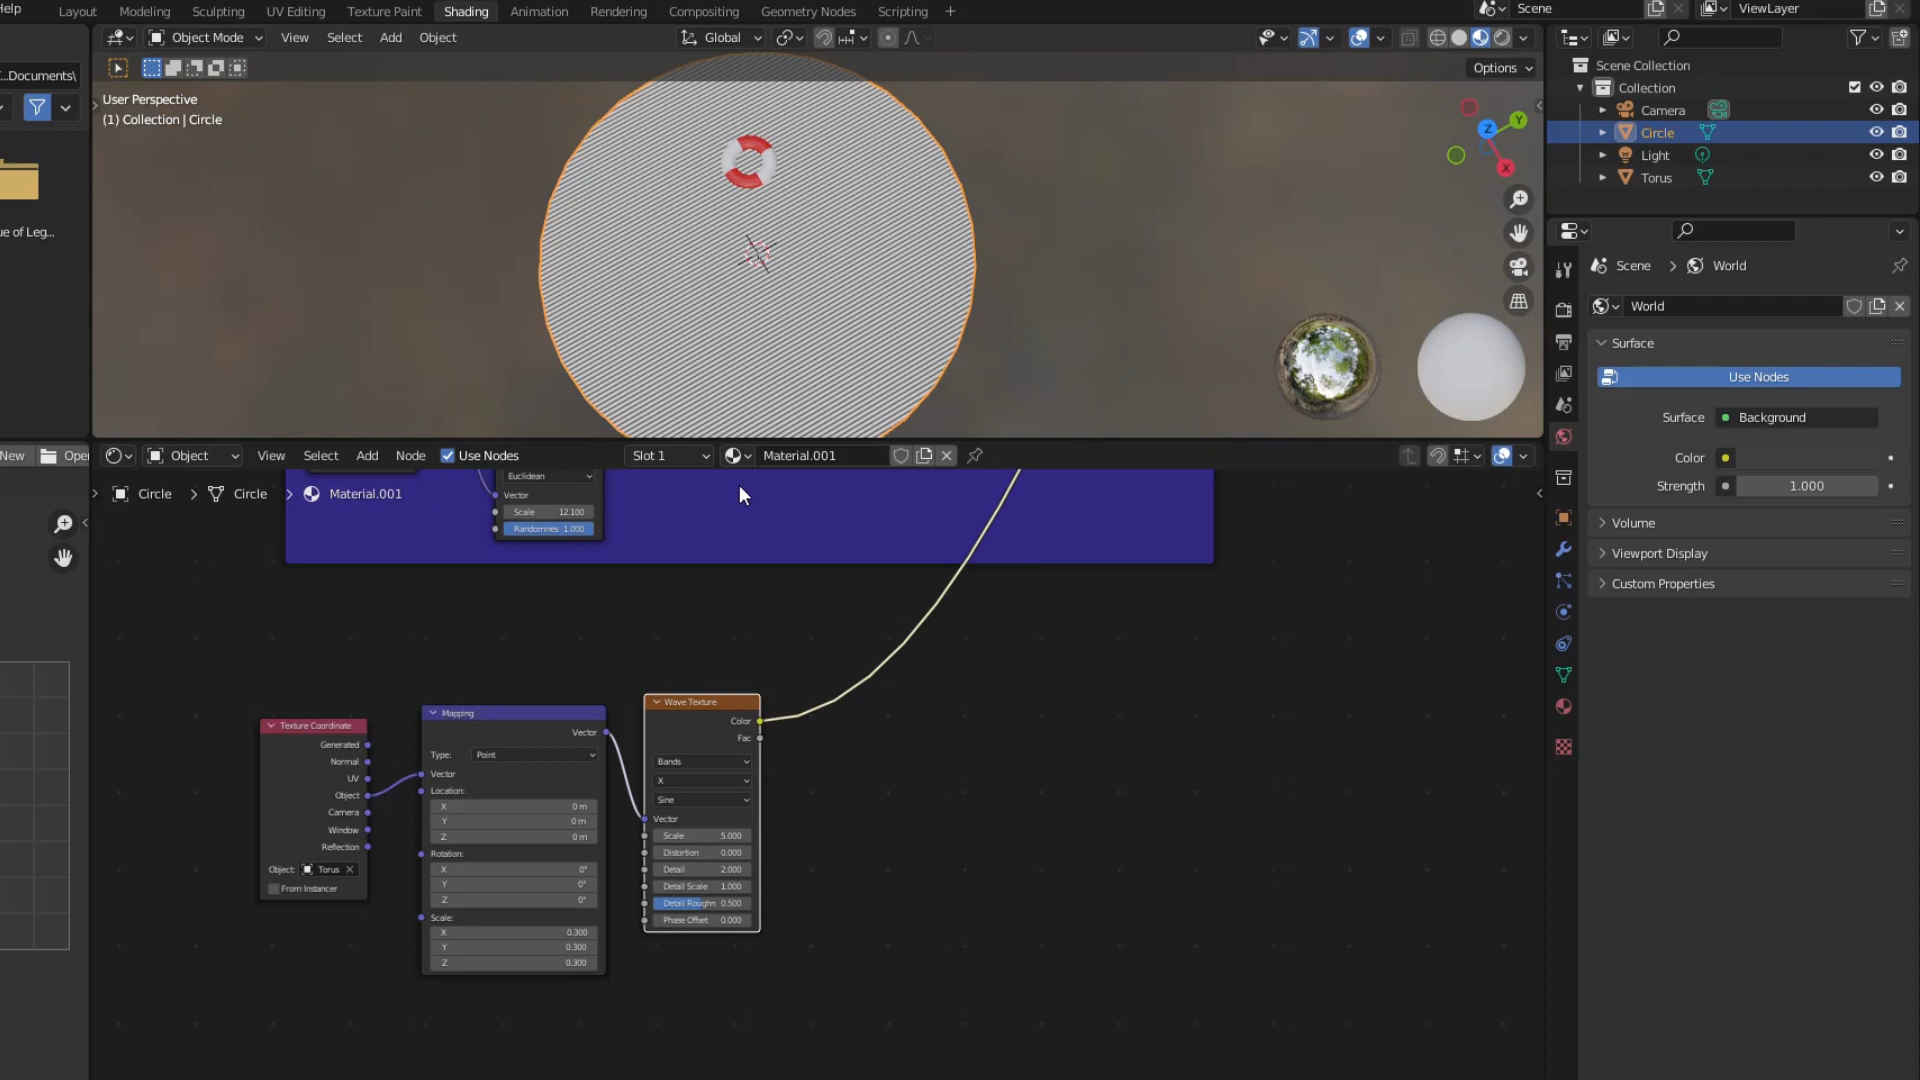 Help
Layout
Modeling
Sculpting
UV Editing
Texture Paint
Shading
Animation
Rendering
Compositing
Geometry Nodes
Scripting
+
Scene
ViewLayer
Object Mode
View
Select
Add
Object
Global
Options
...Documents\
ue of Leg...
User Perspective
(1) Collection | Circle
Z
Y
X
Scene Collection
Collection
Camera
Circle
Light
Torus
Scene > World
World
Surface
Use Nodes
Surface
Background
Color
Strength
1.000
Volume
Viewport Display
Custom Properties
New
Open
Object
View
Select
Add
Node
Use Nodes
Slot 1
Material.001
Circle > Circle > Material.001
Euclidean
Vector
Scale 12.100
Randomnes 1.000
Texture Coordinate
Generated
Normal
UV
Object
Camera
Window
Reflection
Object: Torus
From Instancer
Mapping
Vector
Type: Point
Vector
Location:
X 0 m
Y 0 m
Z 0 m
Rotation:
X 0°
Y 0°
Z 0°
Scale:
X 0.300
Y 0.300
Z 0.300
Wave Texture
Color
Fac
Bands
X
Sine
Vector
Scale 5.000
Distortion 0.000
Detail 2.000
Detail Scale 1.000
Detail Roughn 0.500
Phase Offset 0.000